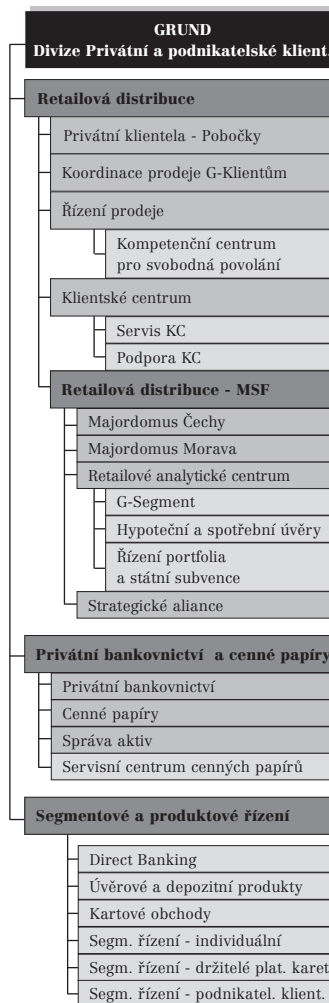 GRUND
Divize Privátní a podnikatelské klient.
Retailová distribuce
Privátní klientela - Pobočky
Koordinace prodeje G-Klientům
Řízení prodeje
Kompetenční centrum
pro svobodná povolání
Klientské centrum
Servis KC
Podpora KC
Retailová distribuce - MSF
Majordomus Čechy
Majordomus Morava
Retailové analytické centrum
G-Segment
Hypoteční a spotřební úvěry
Řízení portfolia
a státní subvence
Strategické aliance
Privátní bankovnictví a cenné papíry
Privátní bankovnictví
Cenné papíry
Správa aktiv
Servisní centrum cenných papírů
Segmentové a produktové řízení
Direct Banking
Úvěrové a depozitní produkty
Kartové obchody
Segm. řízení - individuální
Segm. řízení - držitelé plat. karet
Segm. řízení - podnikatel. klient.